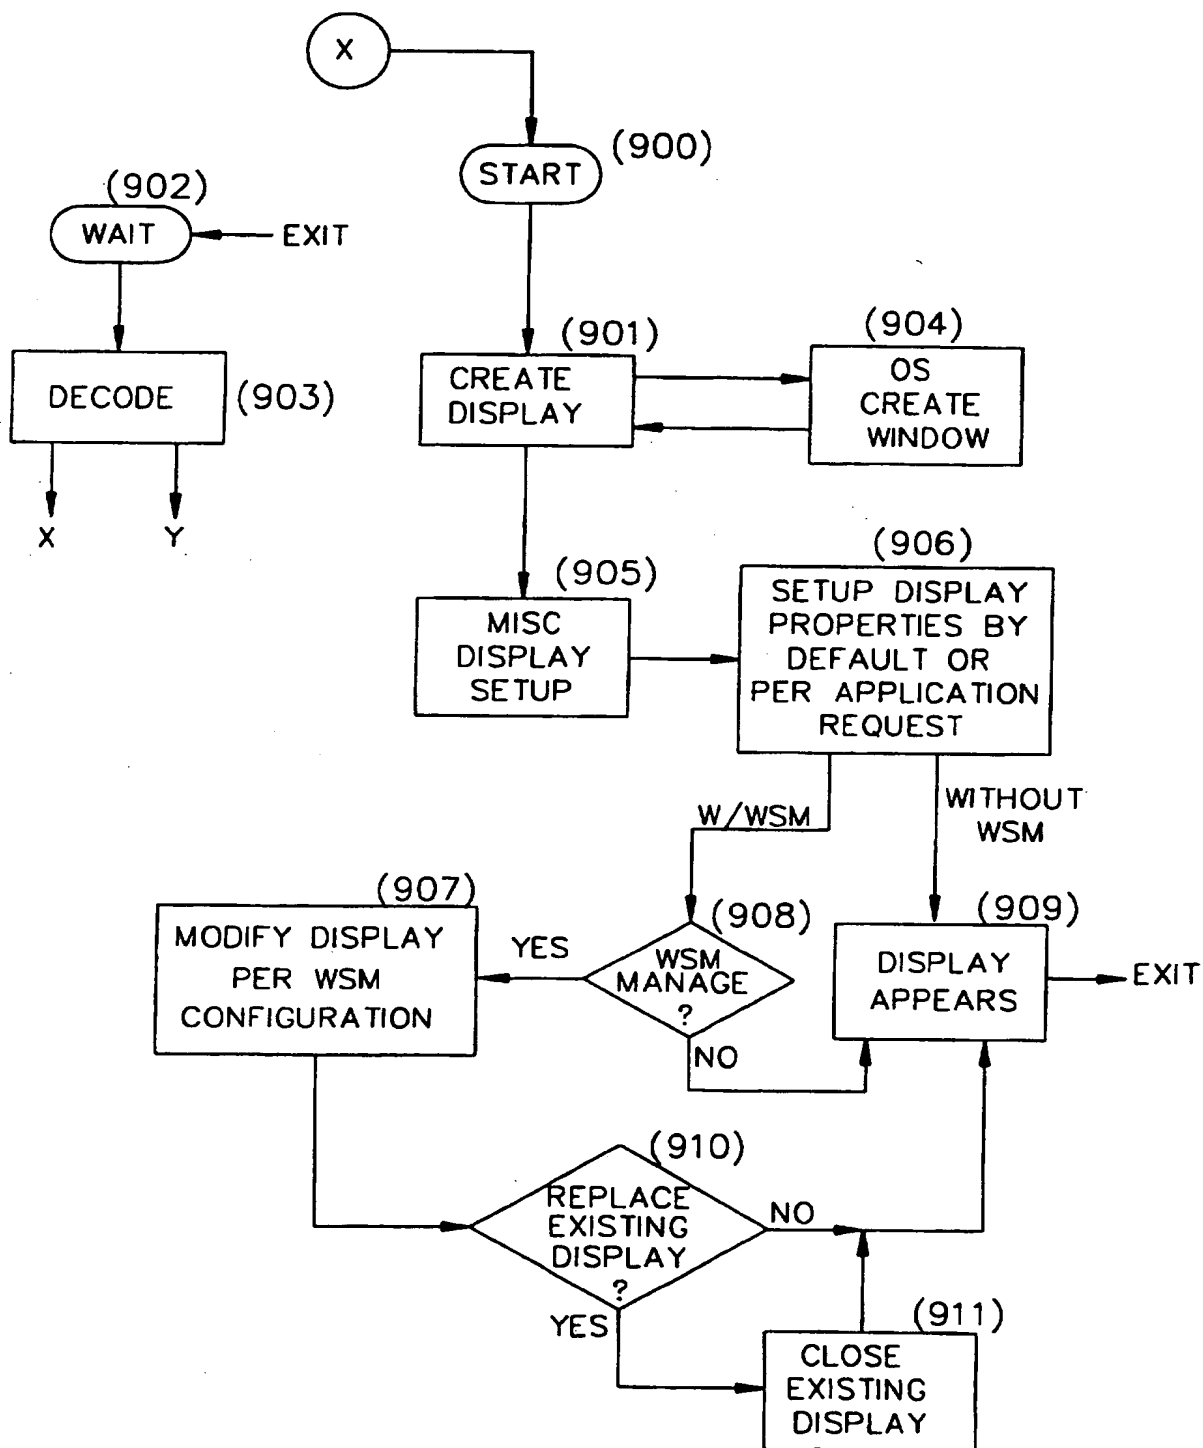 X
(900)
START
(902)
WAIT
EXIT
(901)
(904)
CREATE
DISPLAY
OS
CREATE
WINDOW
DECODE
(903)
X
Y
(905)
(906)
MISC
DISPLAY
SETUP
SETUP DISPLAY
PROPERTIES BY
DEFAULT OR
PER APPLICATION
REQUEST
W/WSM
WITHOUT
WSM
(907)
(908)
(909)
MODIFY DISPLAY
PER WSM
CONFIGURATION
YES
WSM
MANAGE
?
NO
DISPLAY
APPEARS
EXIT
(910)
REPLACE
EXISTING
DISPLAY
?
NO
YES
(911)
CLOSE
EXISTING
DISPLAY